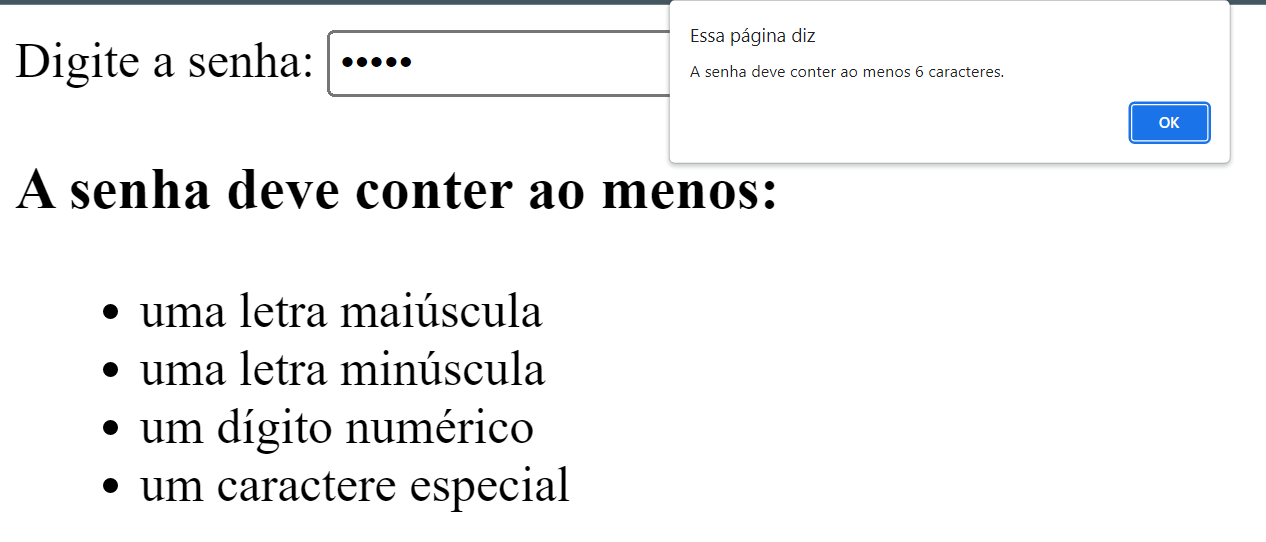 Digite a senha: •••••
Essa página diz
A senha deve conter ao menos 6 caracteres.
OK
A senha deve conter ao menos:
• uma letra maiúscula
• uma letra minúscula
• um dígito numérico
• um caractere especial